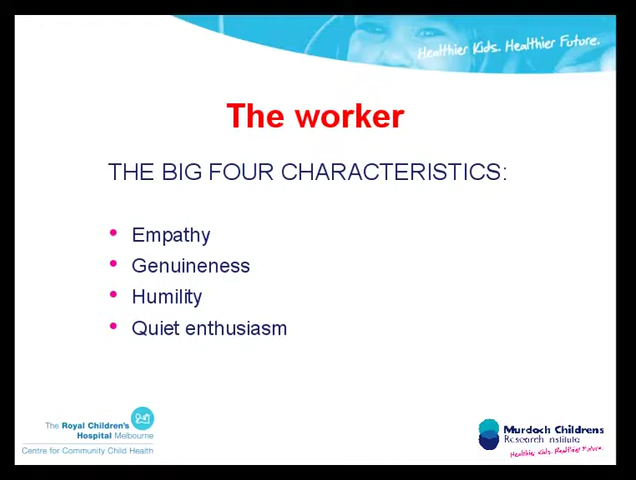 Healthier Kids. Healthier Future.
The worker
THE BIG FOUR CHARACTERISTICS:
• Empathy
• Genuineness
• Humility
• Quiet enthusiasm
The Royal Children's
Hospital Melbourne
Centre for Community Child Health
Murdoch Childrens
Research Institute
Healthier Kids. Healthier Future.